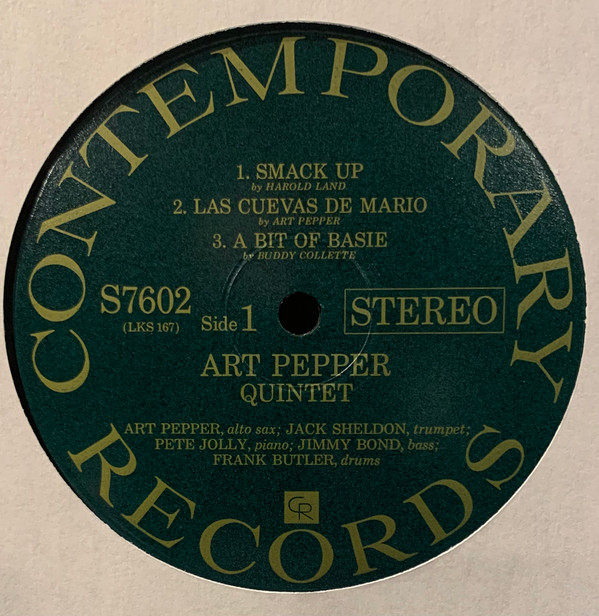 CONTEMPORARY
1. SMACK UP
by HAROLD LAND
2. LAS CUEVAS DE MARIO
by ART PEPPER
3. A BIT OF BASIE
by BUDDY COLLETTE
S7602
(LKS 167)
Side 1
STEREO
ART PEPPER
QUINTET
ART PEPPER, alto sax; JACK SHELDON, trumpet;
PETE JOLLY, piano; JIMMY BOND, bass;
FRANK BUTLER, drums
CR
RECORDS